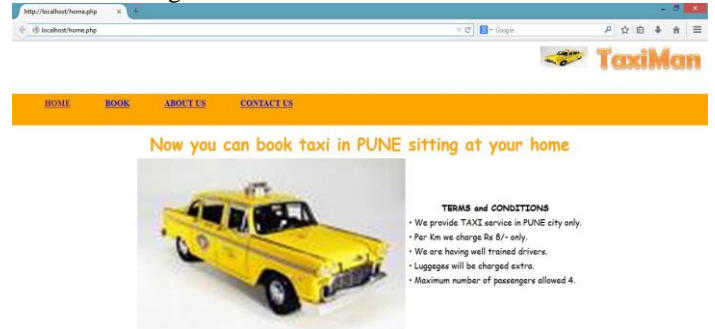 http://localhost/home.php
localhost/home.php
Google
TaxiMan
HOME BOOK ABOUT US CONTACT US
Now you can book taxi in PUNE sitting at your home
TERMS and CONDITIONS
• We provide TAXI service in PUNE city only.
• Per Km we charge Rs 8/- only.
• We are having well trained drivers.
• Luggeges will be charged extra.
• Maximum number of passengers allowed 4.